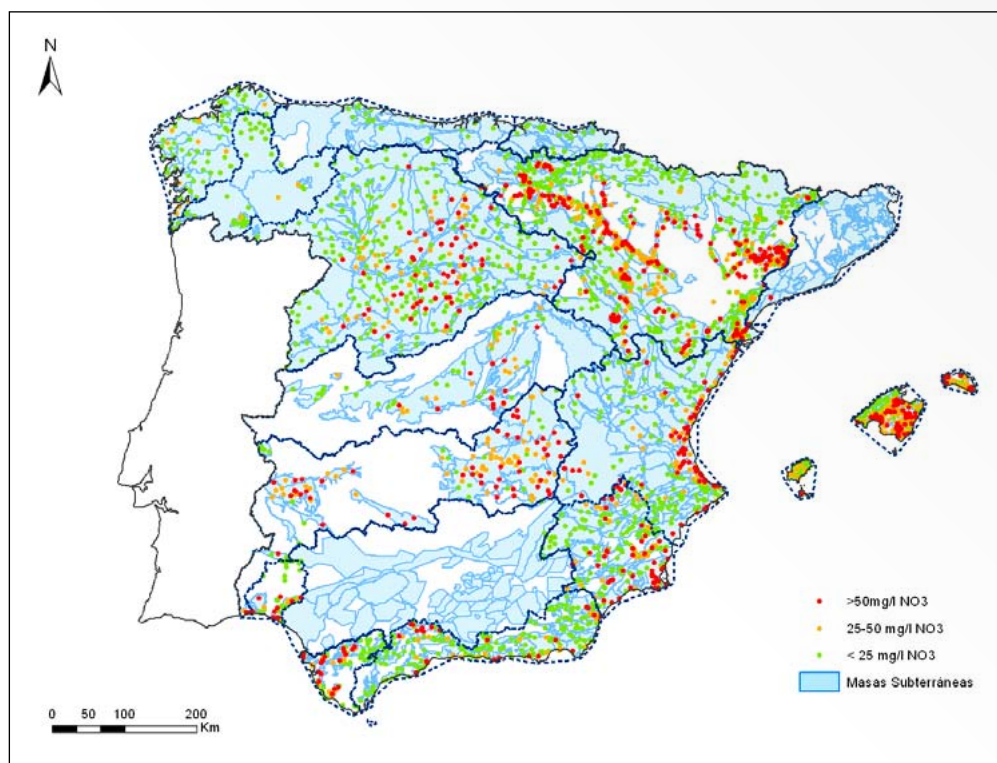 N
>50mg/l NO3
25-50 mg/l NO3
< 25 mg/l NO3
Masas Subterráneas
0 50 100 200
Km